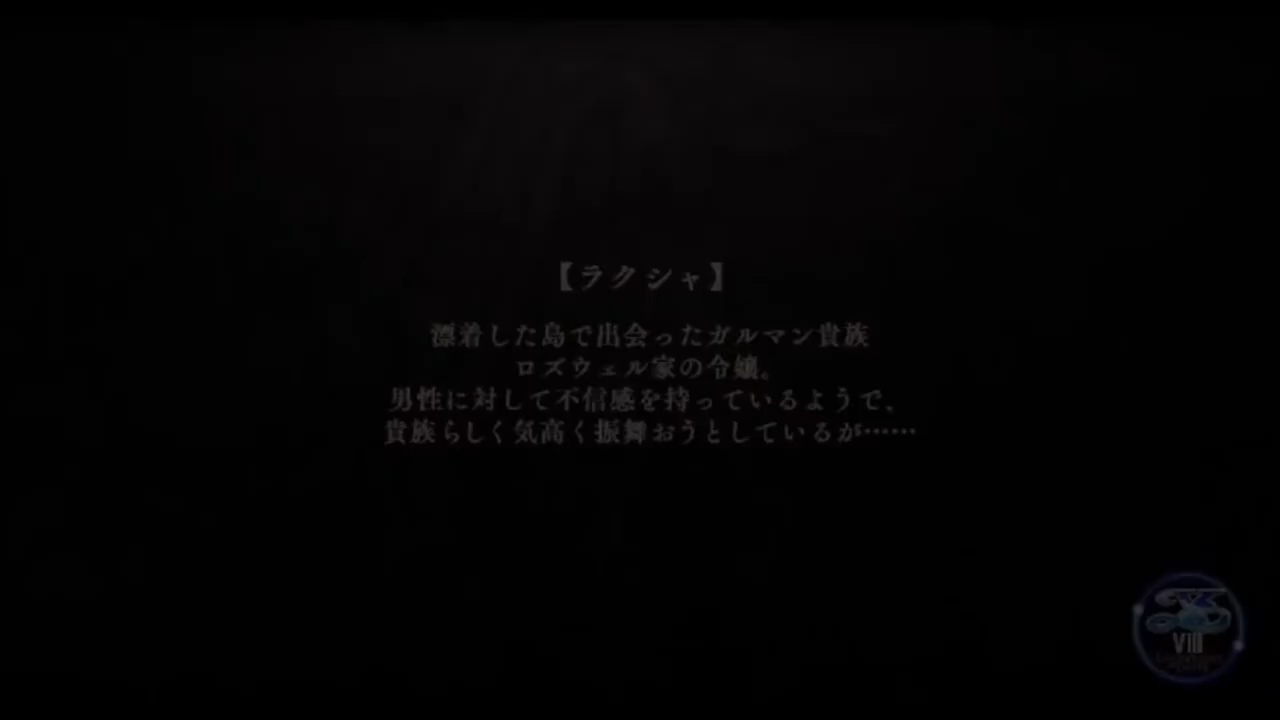 【ラクシャ】
漂着した島で出会ったガルマン貴族
ロズウェル家の令嬢。
男性に対して不信感を持っているようで、
貴族らしく気高く振舞おうとしているが……
Ys
VIII